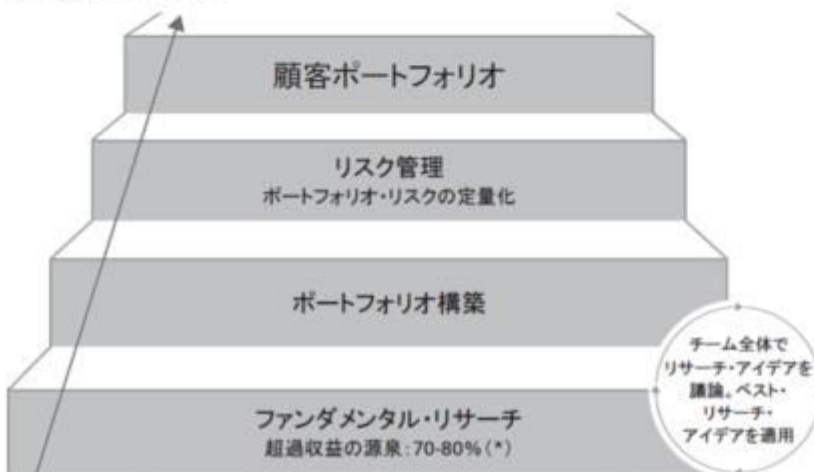 顧客ポートフォリオ
リスク管理
ポートフォリオ・リスクの定量化
ポートフォリオ構築
チーム全体で
リサーチ・アイデアを
議論。ベスト・
リサーチ・
アイデアを適用
ファンダメンタル・リサーチ
超過収益の源泉：70-80%（*）